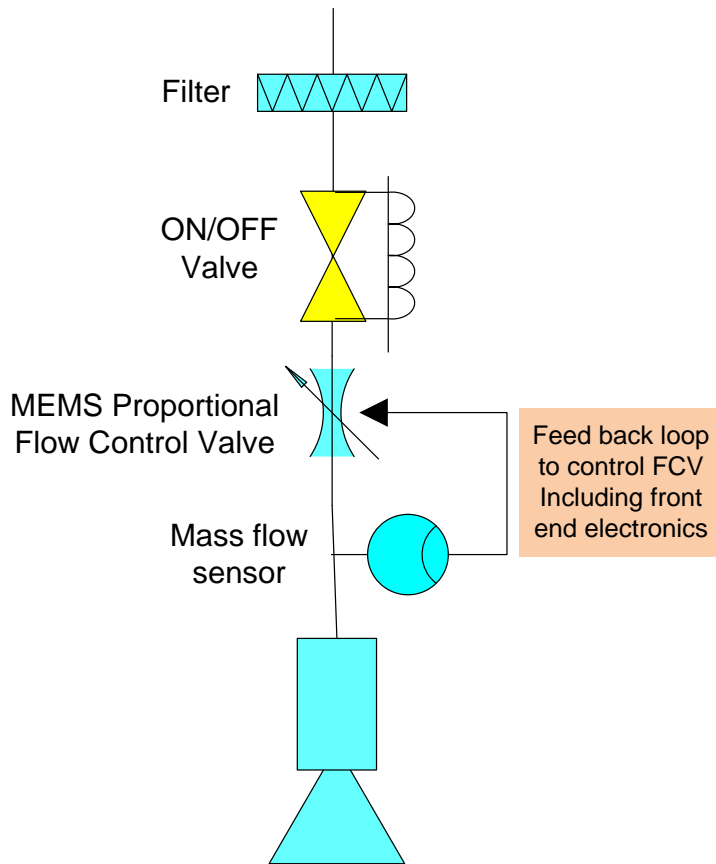 Filter
ON/OFF
Valve
MEMS Proportional
Flow Control Valve
Feed back loop
to control FCV
Including front
end electronics
Mass flow
sensor